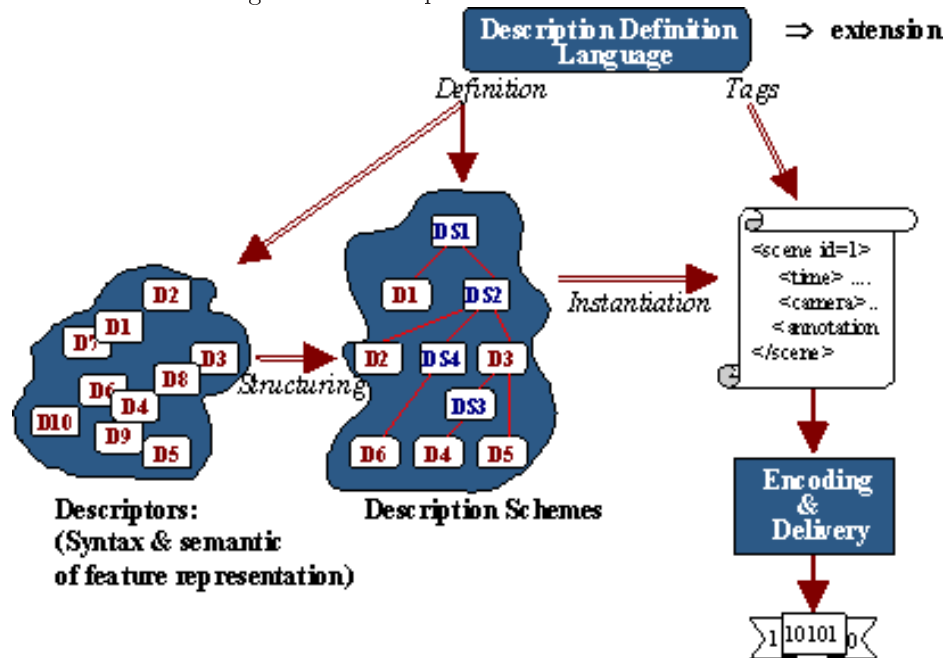 Description Definition
Language
⇒ extension
Definition
Tags
DS1
D1
DS2
D2
DS4
D3
DS3
D6
D4
D5
D2
D1
D7
D3
D8
D6
D4
D10
D9
D5
Structuring
Instantiation
<scene id=1>
<time> ....
<camera>..
<annotation
</scene>
Descriptors:
(Syntax & semantic
of feature representation)
Description Schemes
Encoding
&
Delivery
1 10101 0